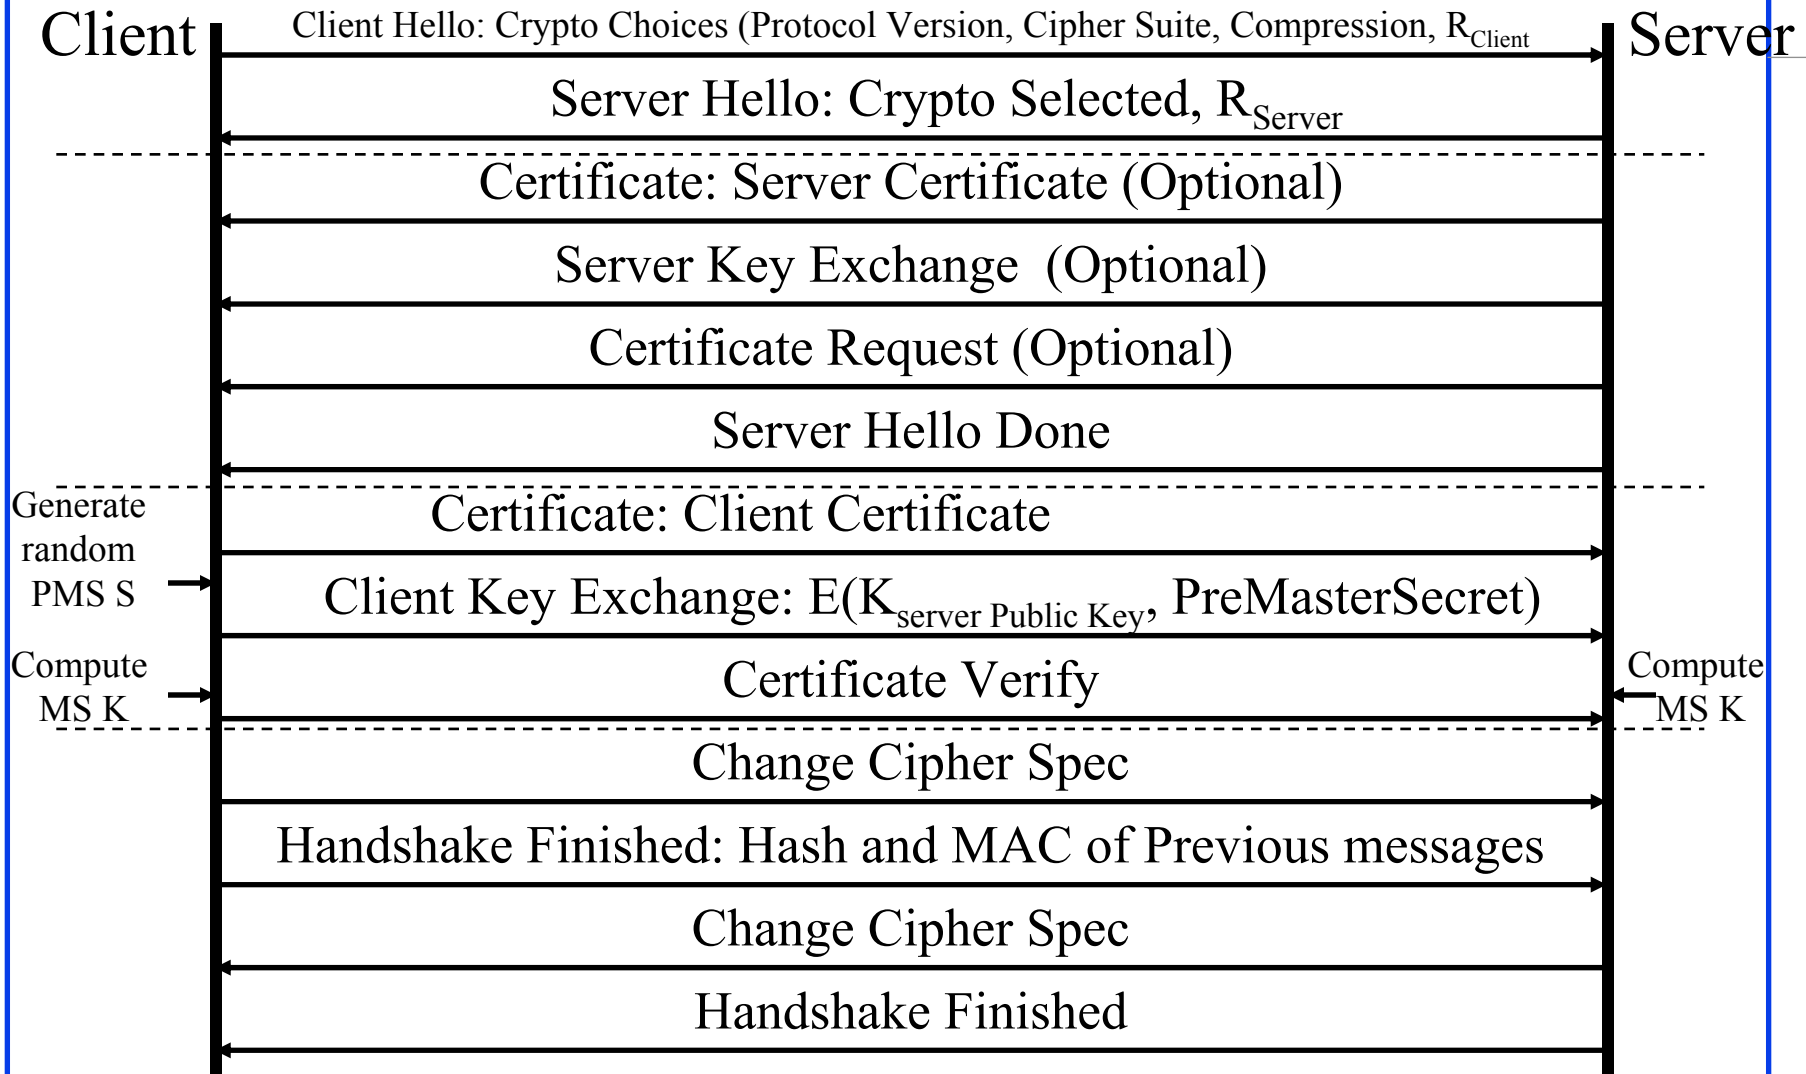 Client
Client Hello: Crypto Choices (Protocol Version, Cipher Suite, Compression, RClient
Server
Server Hello: Crypto Selected, RServer
Certificate: Server Certificate (Optional)
Server Key Exchange (Optional)
Certificate Request (Optional)
Server Hello Done
Generate
random
PMS S
Certificate: Client Certificate
Client Key Exchange: E(Kserver Public Key, PreMasterSecret)
Compute
MS K
Certificate Verify
Compute
MS K
Change Cipher Spec
Handshake Finished: Hash and MAC of Previous messages
Change Cipher Spec
Handshake Finished